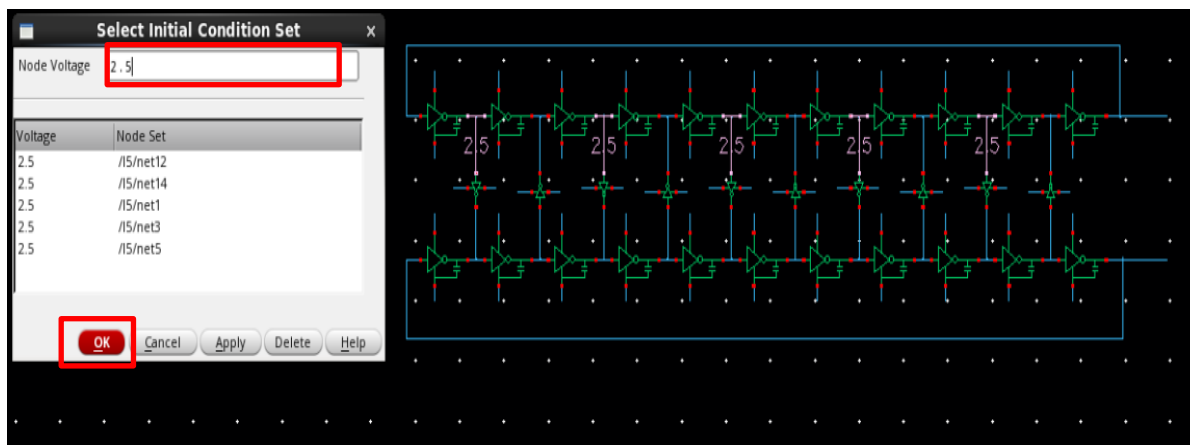 Select Initial Condition Set x
Node Voltage 2.5
Voltage Node Set
2.5 /I5/net12
2.5 /I5/net14
2.5 /I5/net1
2.5 /I5/net3
2.5 /I5/net5
OK Cancel Apply Delete Help
2.5 2.5 2.5 2.5 2.5